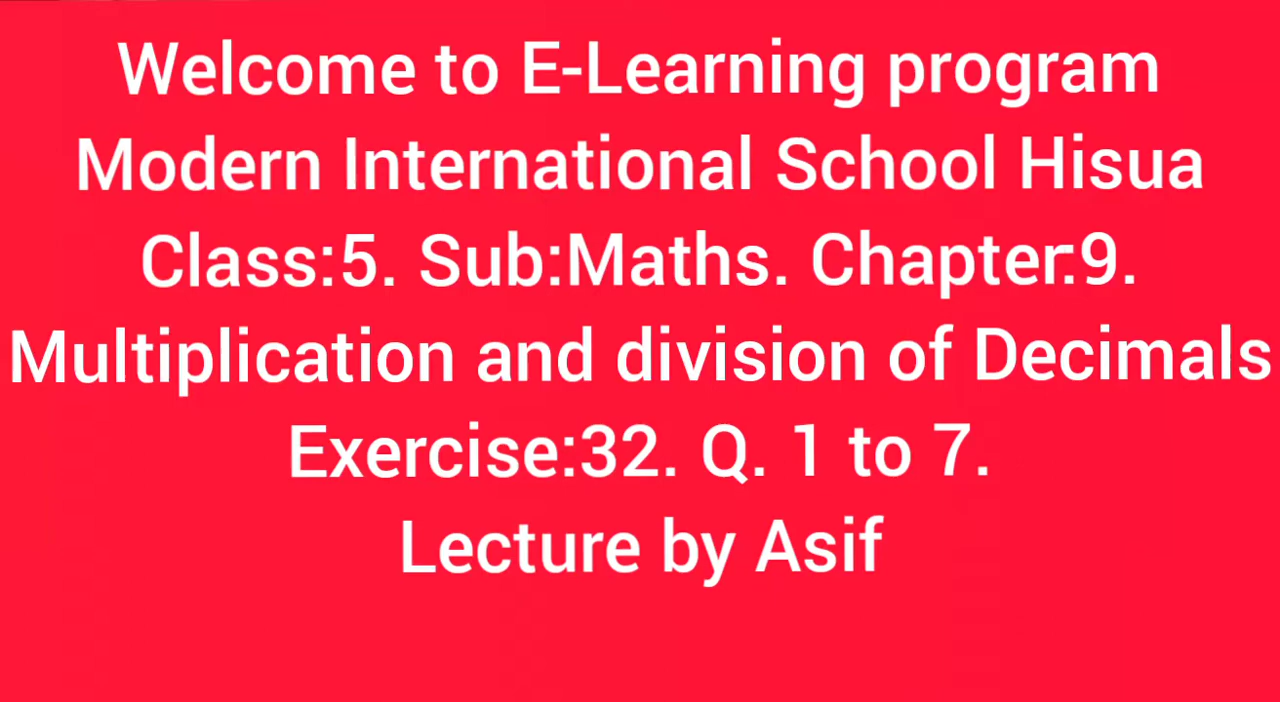 Welcome to E-Learning program
Modern International School Hisua
Class:5. Sub:Maths. Chapter:9.
Multiplication and division of Decimals
Exercise:32. Q. 1 to 7.
Lecture by Asif